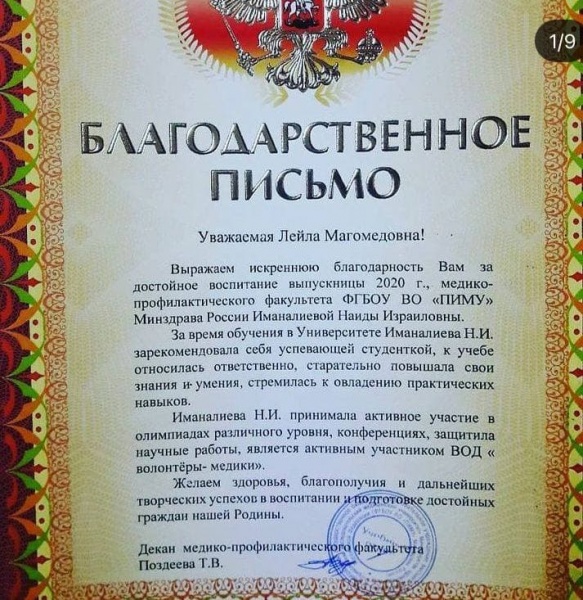 1/9
БЛАГОДАРСТВЕННОЕ
ПИСЬМО
Уважаемая Лейла Магомедовна!
Выражаем искреннюю благодарность Вам за
достойное воспитание выпускницы 2020 г., медико-
профилактического факультета ФГБОУ ВО «ПИМУ»
Минздрава России Иманалиевой Наиды Израиловны.
За время обучения в Университете Иманалиева Н.И.
зарекомендовала себя успевающей студенткой, к учебе
относилась ответственно, старательно повышала свои
знания и умения, стремилась к овладению практических
навыков.
Иманалиева Н.И. принимала активное участие в
олимпиадах различного уровня, конференциях, защитила
научные работы, является активным участником ВОД «
волонтёры- медики».
Желаем здоровья, благополучия и дальнейших
творческих успехов в воспитании и подготовке достойных
граждан нашей Родины.
Декан медико-профилактического факультета
Поздеева Т.В.